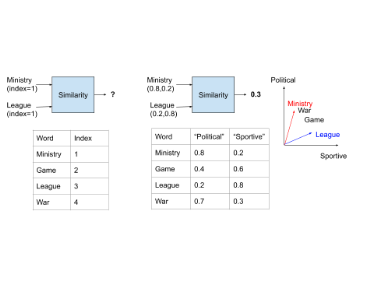 Ministry
(index=1)
League
(index=1)
Similarity
?
Word Index
Ministry 1
Game 2
League 3
War 4
Ministry
(0.8,0.2)
League
(0.2,0.8)
Similarity
0.3
Word “Political” “Sportive”
Ministry 0.8 0.2
Game 0.4 0.6
League 0.2 0.8
War 0.7 0.3
Political
Ministry
War
Game
League
Sportive